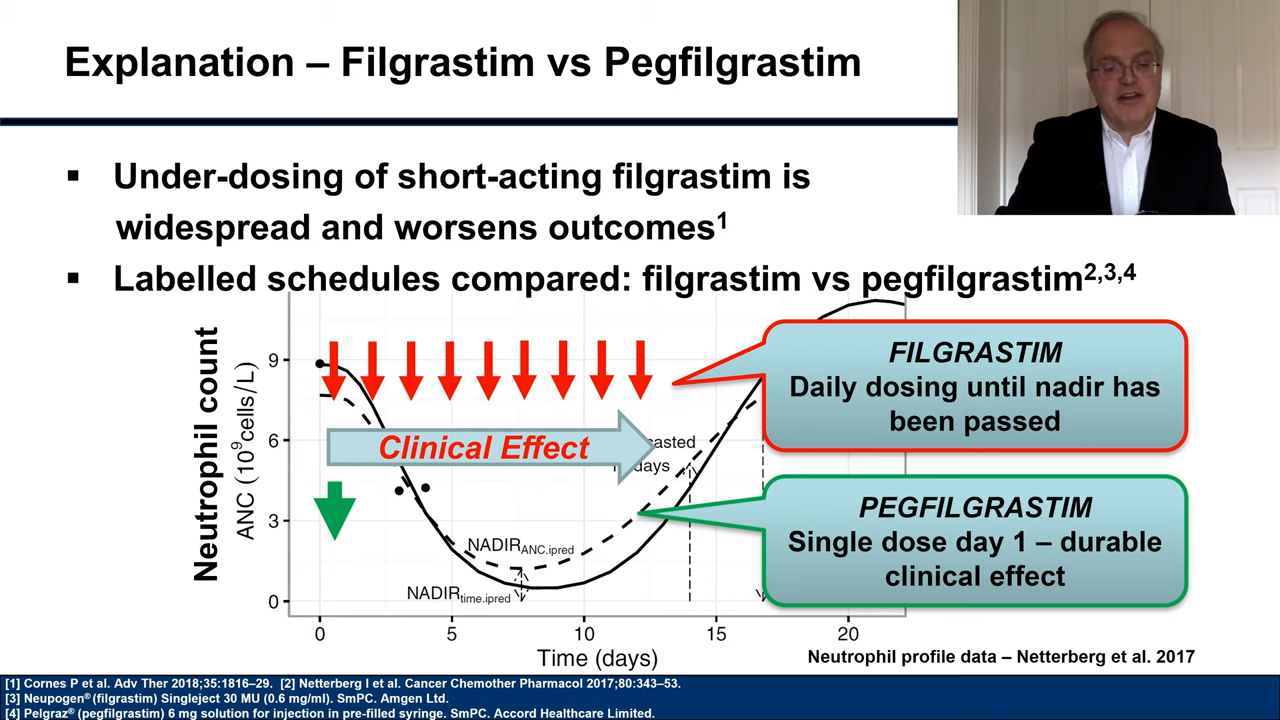 Explanation – Filgrastim vs Pegfilgrastim
▪ Under-dosing of short-acting filgrastim is
widespread and worsens outcomes1
▪ Labelled schedules compared: filgrastim vs pegfilgrastim2,3,4
Neutrophil count
ANC (10^9cells/L)
9
6
3
0
Clinical Effect
days
NADIRANC.ipred
NADIRtime.ipred
FILGRASTIM
Daily dosing until nadir has
been passed
PEGFILGRASTIM
Single dose day 1 – durable
clinical effect
0 5 10 15 20
Time (days)
Neutrophil profile data – Netterberg et al. 2017
[1] Cornes P et al. Adv Ther 2018;35:1816–29. [2] Netterberg I et al. Cancer Chemother Pharmacol 2017;80:343–53.
[3] Neupogen® (filgrastim) Singleject 30 MU (0.6 mg/ml). SmPC. Amgen Ltd.
[4] Pelgraz® (pegfilgrastim) 6 mg solution for injection in pre-filled syringe. SmPC. Accord Healthcare Limited.